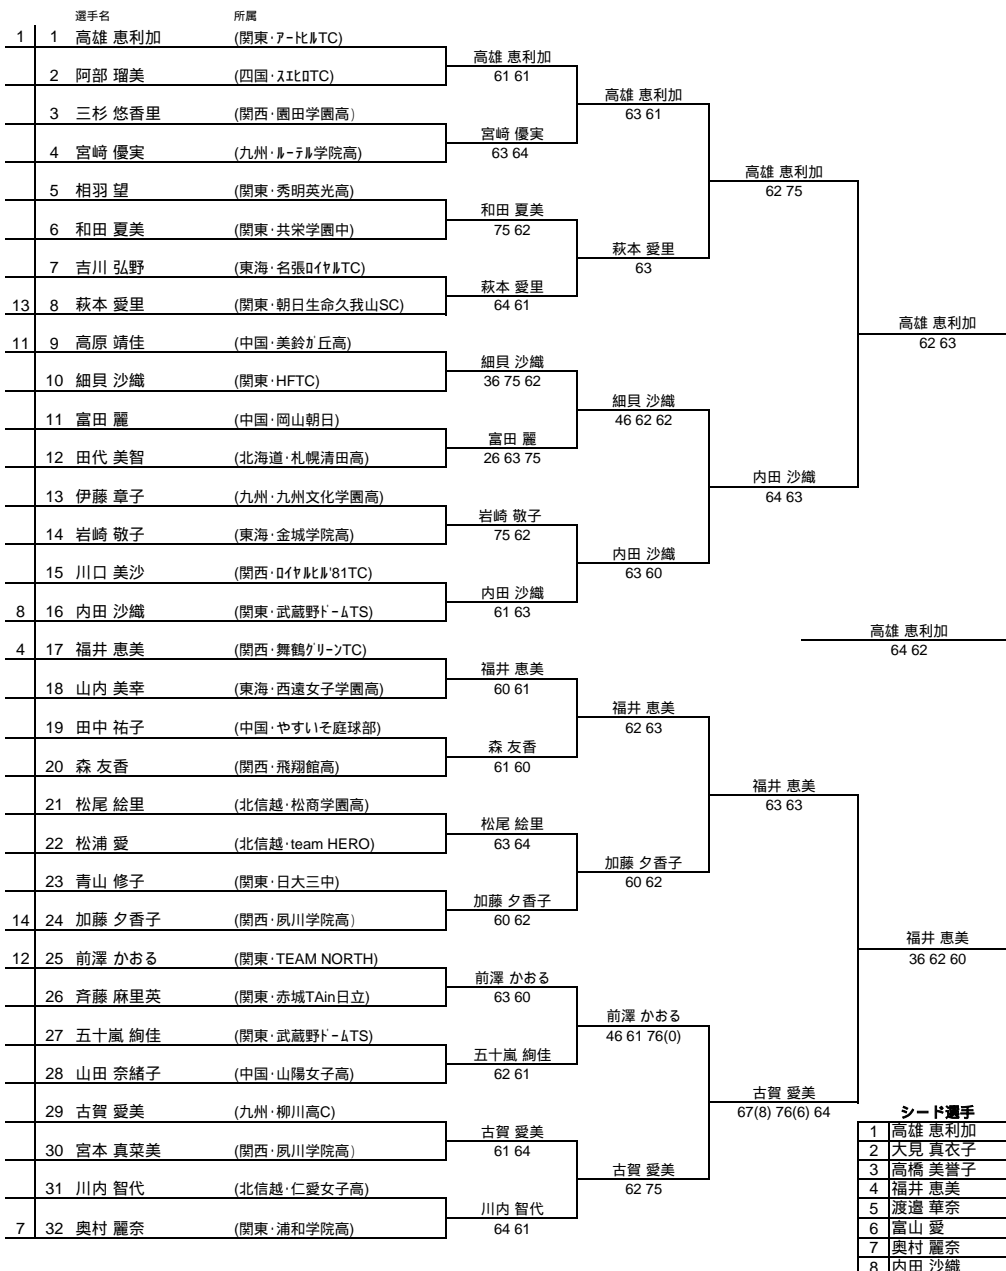 選手名 所属
1 1 高雄 恵利加 (関東・アートヒルTC)
高雄 恵利加
2 阿部 瑠美 (四国・スエヒロTC)
61 61
高雄 恵利加
3 三杉 悠香里 (関西・園田学園高)
63 61
宮﨑 優実
4 宮﨑 優実 (九州・ルーテル学院高)
63 64
高雄 恵利加
5 相羽 望 (関東・秀明英光高)
62 75
和田 夏美
6 和田 夏美 (関東・共栄学園中)
75 62
萩本 愛里
7 吉川 弘野 (東海・名張ロイヤルTC)
63
萩本 愛里
13 8 萩本 愛里 (関東・朝日生命久我山SC)
64 61
高雄 恵利加
11 9 高原 靖佳 (中国・美鈴が丘高)
62 63
細貝 沙織
10 細貝 沙織 (関東・HFTC)
36 75 62
細貝 沙織
11 富田 麗 (中国・岡山朝日)
46 62 62
富田 麗
12 田代 美智 (北海道・札幌清田高)
26 63 75
内田 沙織
13 伊藤 章子 (九州・九州文化学園高)
64 63
岩崎 敬子
14 岩崎 敬子 (東海・金城学院高)
75 62
内田 沙織
15 川口 美沙 (関西・ロイヤルヒル'81TC)
63 60
内田 沙織
8 16 内田 沙織 (関東・武蔵野ドームTS)
61 63
高雄 恵利加
4 17 福井 恵美 (関西・舞鶴グリーンTC)
64 62
福井 恵美
18 山内 美幸 (東海・西遠女子学園高)
60 61
福井 恵美
19 田中 祐子 (中国・やすいそ庭球部)
62 63
森 友香
20 森 友香 (関西・飛翔館高)
61 60
福井 恵美
21 松尾 絵里 (北信越・松商学園高)
63 63
松尾 絵里
22 松浦 愛 (北信越・team HERO)
63 64
加藤 夕香子
23 青山 修子 (関東・日大三中)
60 62
加藤 夕香子
14 24 加藤 夕香子 (関西・夙川学院高)
60 62
福井 恵美
12 25 前澤 かおる (関東・TEAM NORTH)
36 62 60
前澤 かおる
26 斉藤 麻里英 (関東・赤城TAin日立)
63 60
前澤 かおる
27 五十嵐 絢佳 (関東・武蔵野ドームTS)
46 61 76(0)
五十嵐 絢佳
28 山田 奈緒子 (中国・山陽女子高)
62 61
古賀 愛美
29 古賀 愛美 (九州・柳川高C)
67(8) 76(6) 64
シード選手
古賀 愛美
1 高雄 恵利加
30 宮本 真菜美 (関西・夙川学院高)
61 64
2 大見 真衣子
古賀 愛美
3 高橋 美誉子
31 川内 智代 (北信越・仁愛女子高)
62 75
4 福井 恵美
川内 智代
5 渡邉 華奈
7 32 奥村 麗奈 (関東・浦和学院高)
64 61
6 富山 愛
7 奥村 麗奈
8 内田 沙織